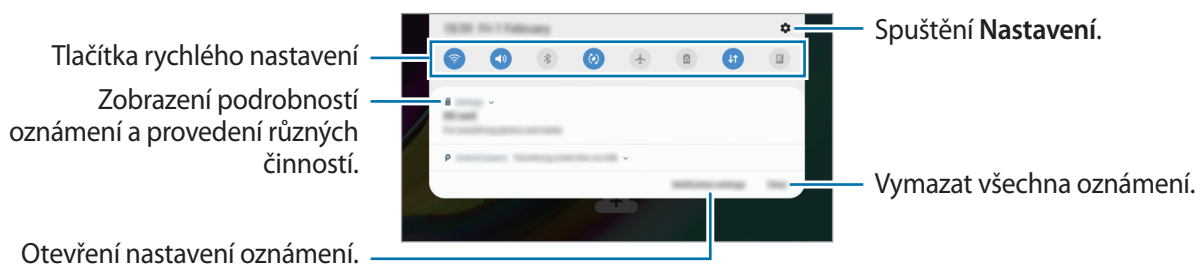 Spuštění Nastavení.
Tlačítka rychlého nastavení
Zobrazení podrobností
oznámení a provedení různých
činností.
Vymazat všechna oznámení.
Otevření nastavení oznámení.